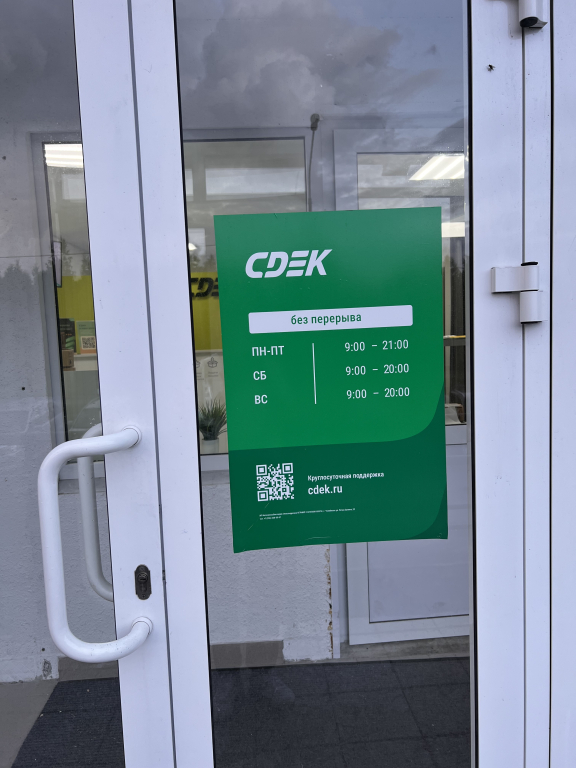 CDEK
без перерыва
ПН-ПТ 9:00 – 21:00
СБ 9:00 – 20:00
ВС 9:00 – 20:00
Круглосуточная поддержка
cdek.ru